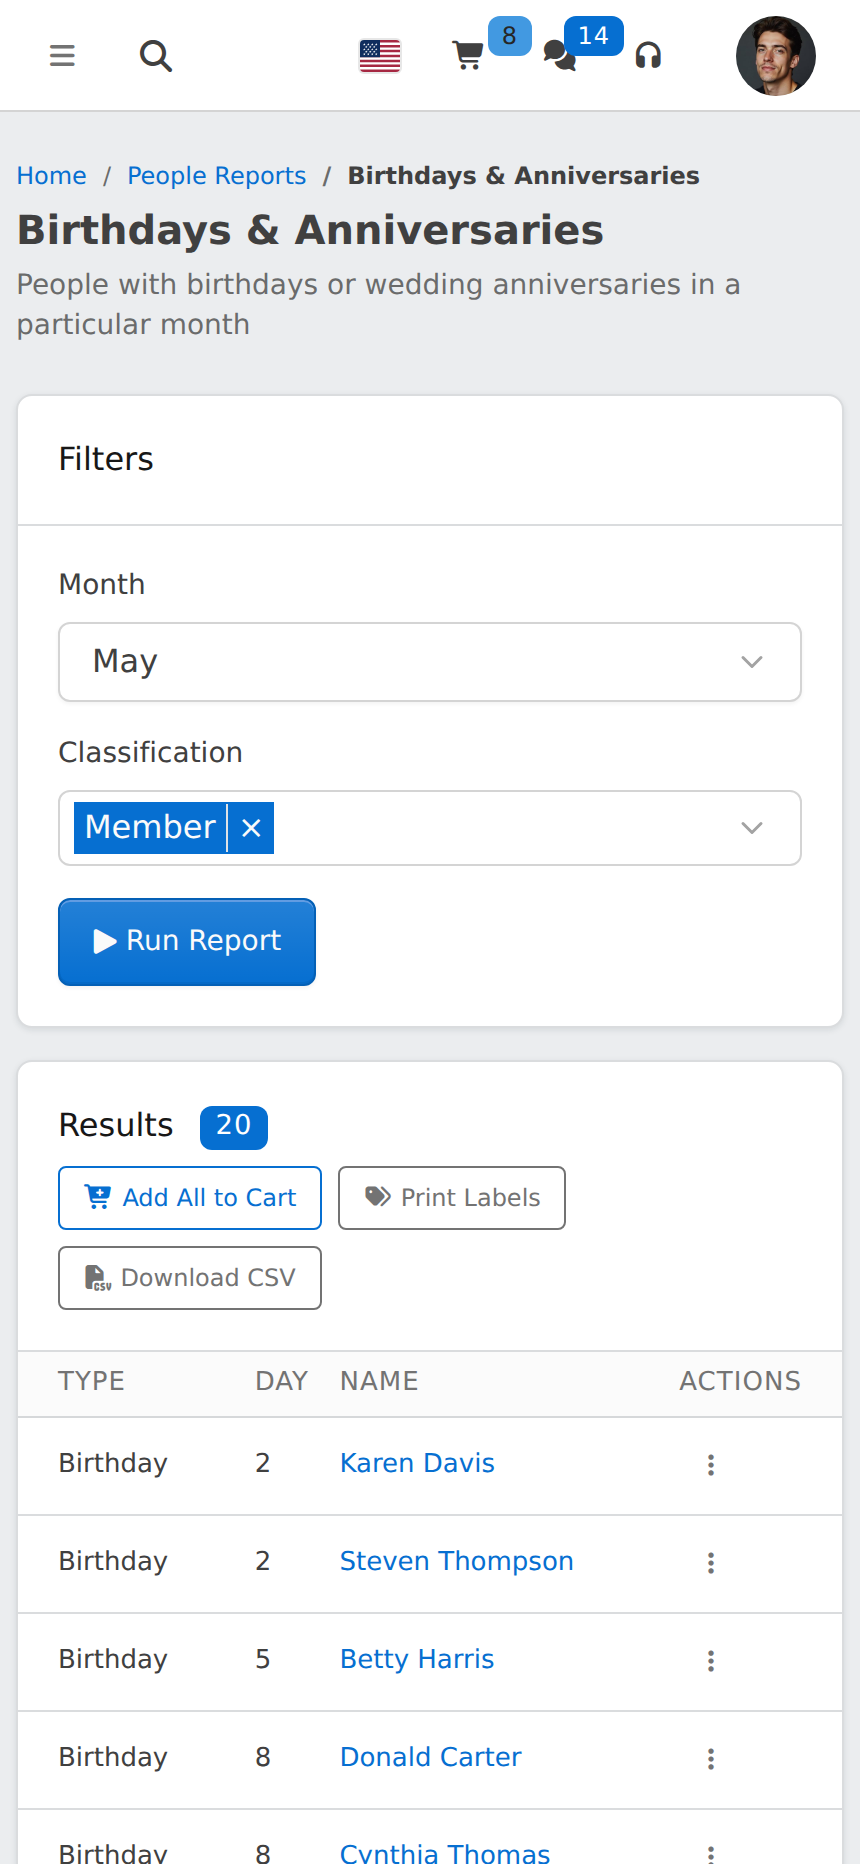 8
14
Home / People Reports / Birthdays & Anniversaries
Birthdays & Anniversaries
People with birthdays or wedding anniversaries in a
particular month
Filters
Month
May
Classification
Member ×
Run Report
Results 20
Add All to Cart
Print Labels
CSV Download CSV
TYPE DAY NAME ACTIONS
Birthday 2 Karen Davis
Birthday 2 Steven Thompson
Birthday 5 Betty Harris
Birthday 8 Donald Carter
Birthday 8 Cynthia Thomas